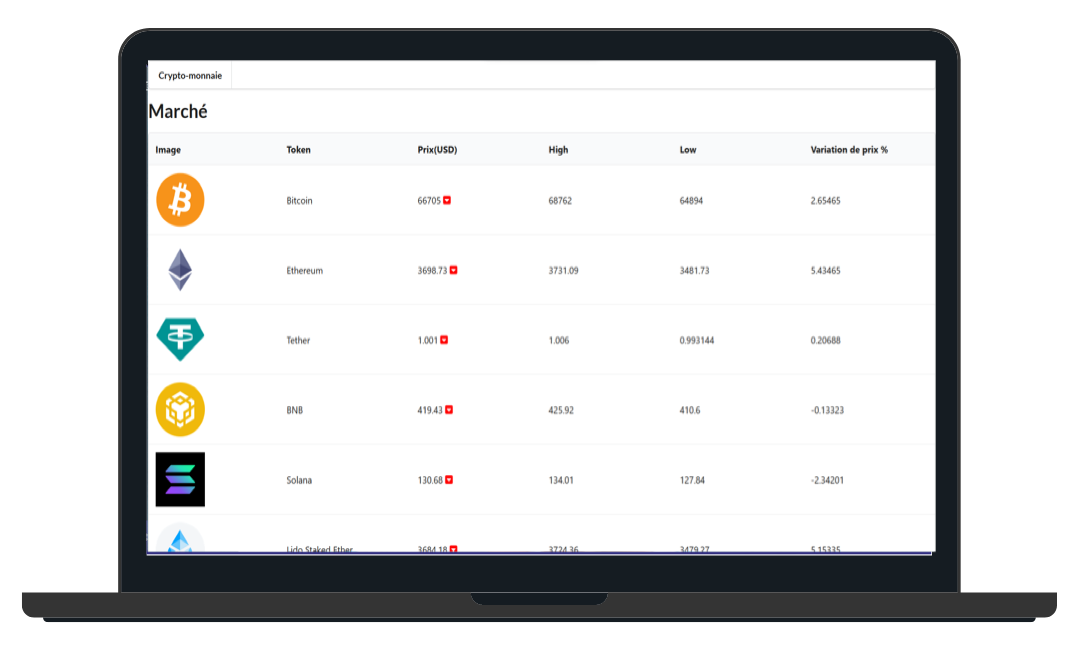 Crypto-monnaie
Marché
Image Token Prix(USD) High Low Variation de prix %
Bitcoin 66705 68762 64894 2.65465
Ethereum 3698.73 3731.09 3481.73 5.43465
Tether 1.001 1.006 0.993144 0.20688
BNB 419.43 425.92 410.6 -0.13323
Solana 130.68 134.01 127.84 -2.34201
Lido Staked Ether 3684.18 3724.36 3479.27 5.15335